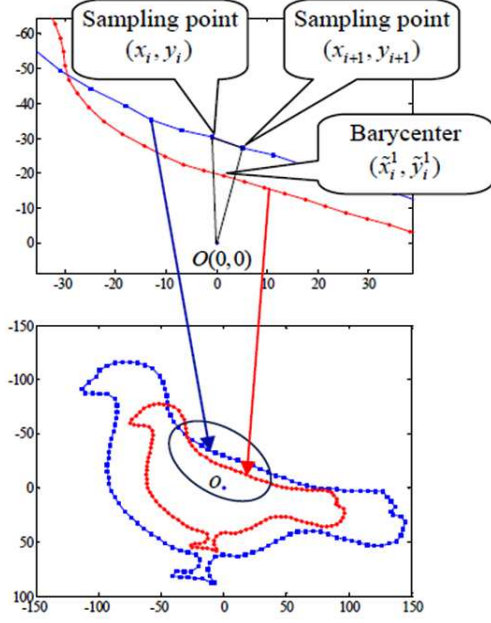 Sampling point
(x_i, y_i)
Sampling point
(x_{i+1}, y_{i+1})
Barycenter
(x̃_i^1, ỹ_i^1)
-60
-50
-40
-30
-20
-10
0
O(0,0)
-30 -20 -10 0 10 20 30
-150
-100
-50
0
50
100
O
-150 -100 -50 0 50 100 150